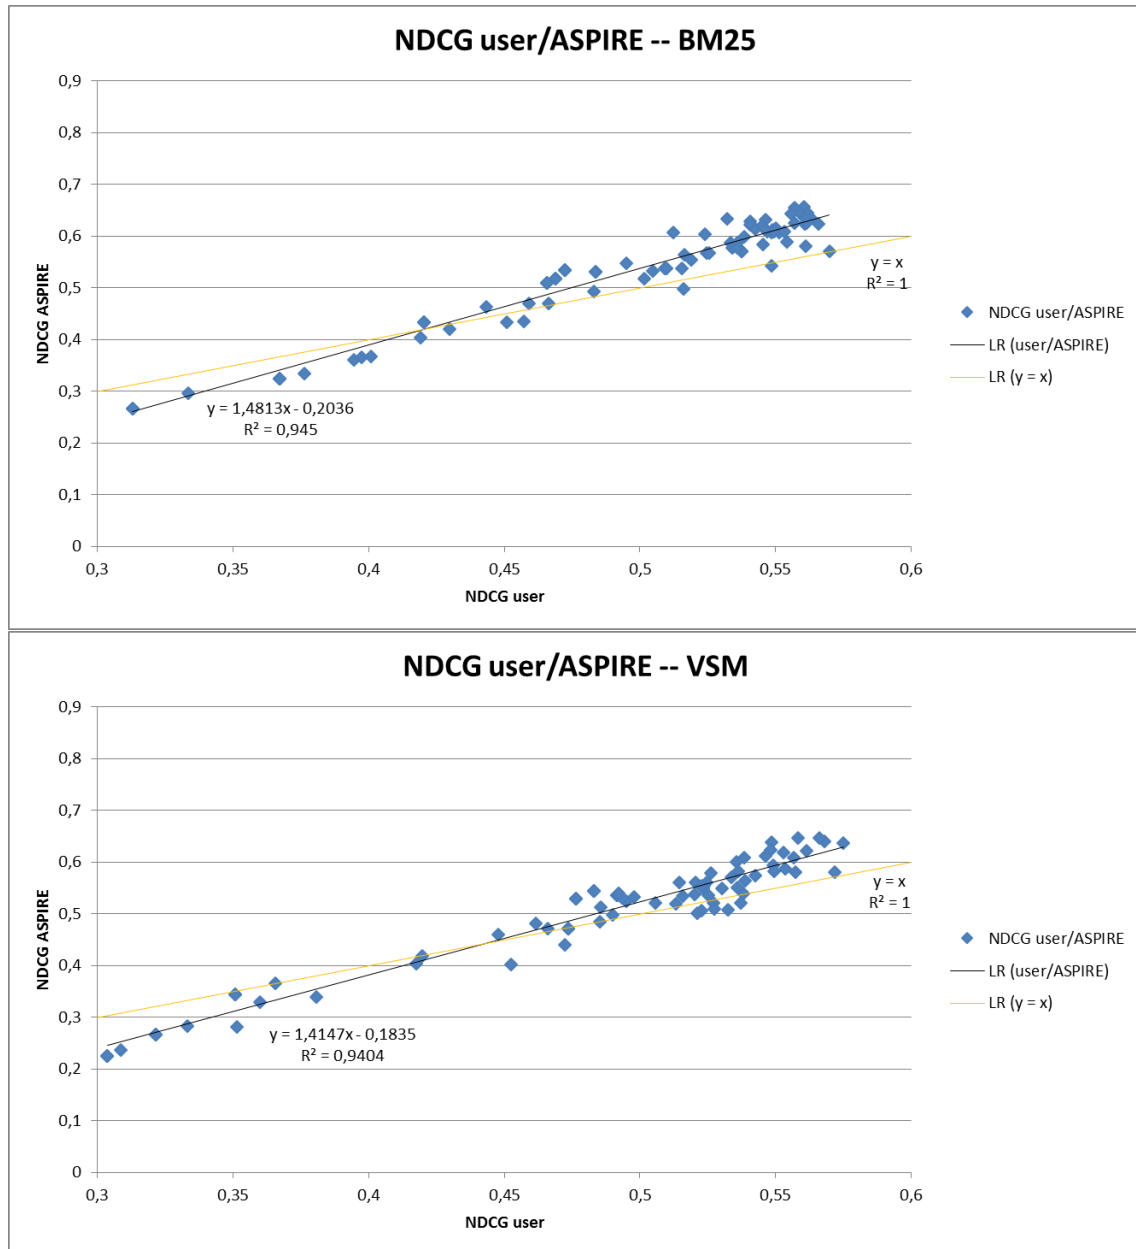 NDCG user/ASPIRE -- BM25
0,9
0,8
0,7
0,6
0,5
0,4
0,3
0,2
0,1
0
NDCG ASPIRE
y = x
R² = 1
y = 1,4813x - 0,2036
R² = 0,945
0,3
0,35
0,4
0,45
0,5
0,55
0,6
NDCG user
NDCG user/ASPIRE
LR (user/ASPIRE)
LR (y = x)
NDCG user/ASPIRE -- VSM
0,9
0,8
0,7
0,6
0,5
0,4
0,3
0,2
0,1
0
NDCG ASPIRE
y = x
R² = 1
y = 1,4147x - 0,1835
R² = 0,9404
0,3
0,35
0,4
0,45
0,5
0,55
0,6
NDCG user
NDCG user/ASPIRE
LR (user/ASPIRE)
LR (y = x)